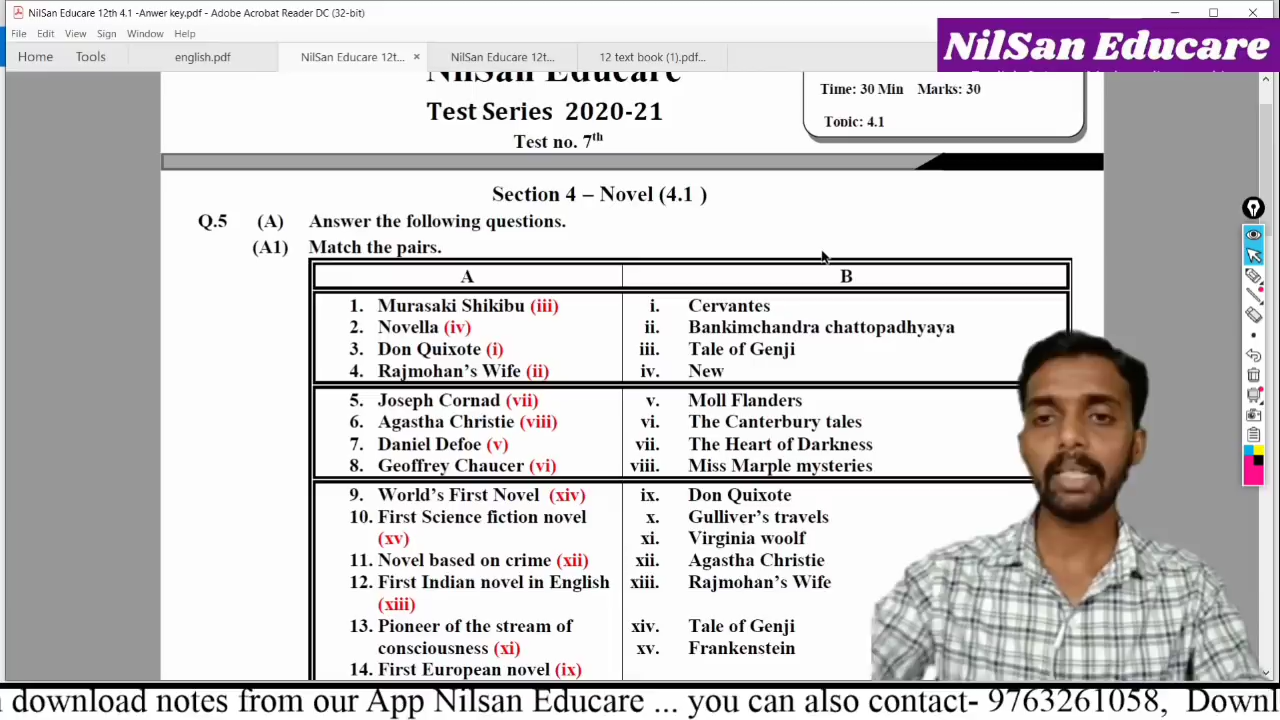 NilSan Educare 12th 4.1 -Anwer key.pdf - Adobe Acrobat Reader DC (32-bit)
File Edit View Sign Window Help
Home Tools english.pdf NilSan Educare 12t... × NilSan Educare 12t... 12 text book (1).pdf...
NilSan Educare
NilSan Educare
Test Series 2020-21
Test no. 7th
Time: 30 Min Marks: 30
Topic: 4.1
Section 4 – Novel (4.1 )
Q.5 (A) Answer the following questions.
(A1) Match the pairs.
A B
1. Murasaki Shikibu (iii) i. Cervantes
2. Novella (iv) ii. Bankimchandra chattopadhyaya
3. Don Quixote (i) iii. Tale of Genji
4. Rajmohan’s Wife (ii) iv. New
5. Joseph Cornad (vii) v. Moll Flanders
6. Agastha Christie (viii) vi. The Canterbury tales
7. Daniel Defoe (v) vii. The Heart of Darkness
8. Geoffrey Chaucer (vi) viii. Miss Marple mysteries
9. World’s First Novel (xiv) ix. Don Quixote
10. First Science fiction novel x. Gulliver’s travels
(xv) xi. Virginia woolf
11. Novel based on crime (xii) xii. Agastha Christie
12. First Indian novel in English xiii. Rajmohan’s Wife
(xiii)
13. Pioneer of the stream of xiv. Tale of Genji
consciousness (xi) xv. Frankenstein
14. First European novel (ix)
download notes from our App Nilsan Educare ... you can also contact- 9763261058, Downl